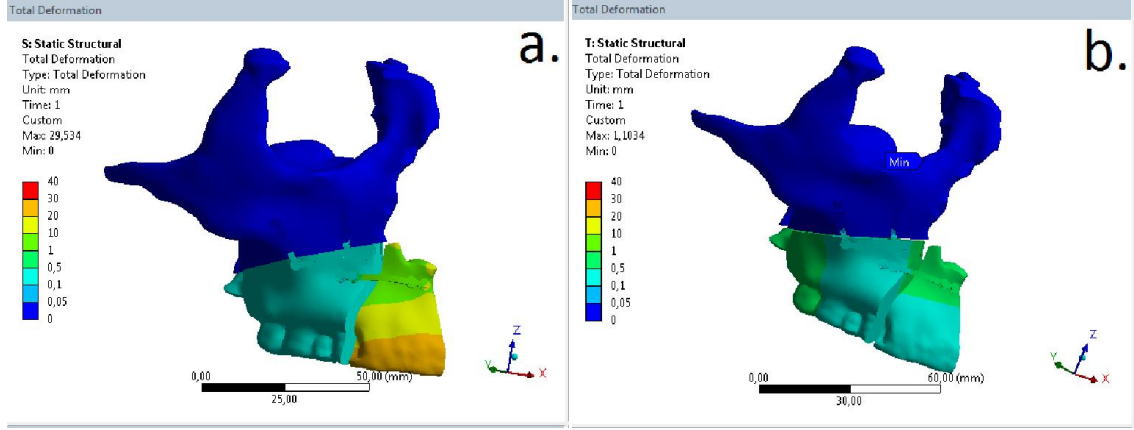 Total Deformation
a.
S: Static Structural
Total Deformation
Type: Total Deformation
Unit: mm
Time: 1
Custom
Max: 29,534
Min: 0
40
30
20
10
1
0,5
0,1
0,05
0
0,00
50,00 (mm)
25,00
Z
Y
X
Total Deformation
b.
T: Static Structural
Total Deformation
Type: Total Deformation
Unit: mm
Time: 1
Custom
Max: 1,1034
Min: 0
Min
40
30
20
10
1
0,5
0,1
0,05
0
0,00
60,00 (mm)
30,00
Z
Y
X